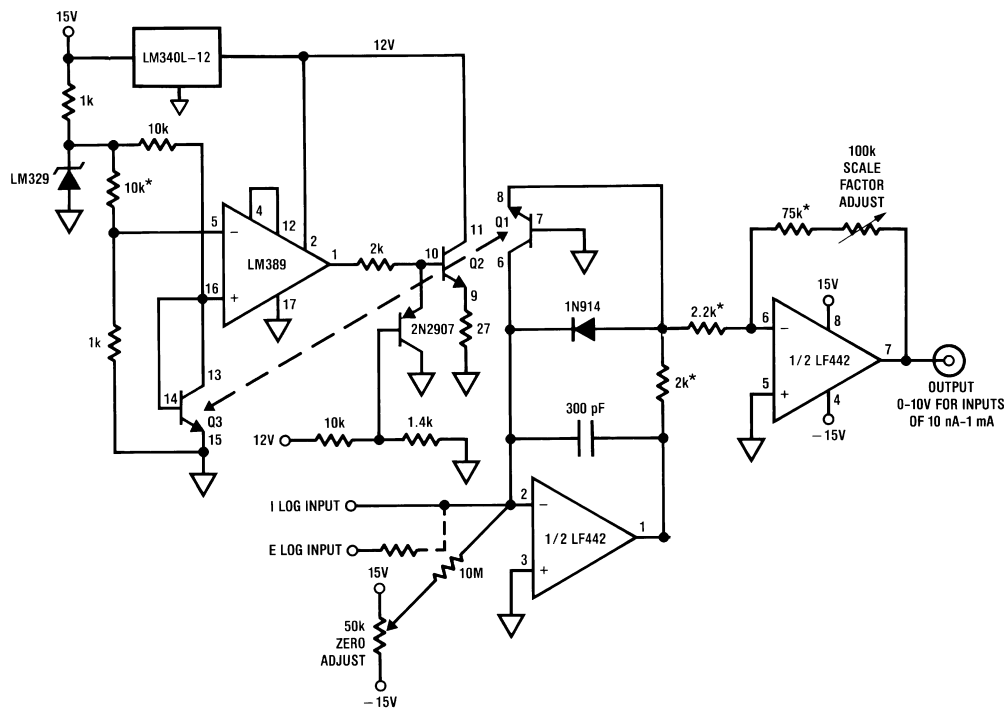 15V
LM340L–12
12V
1k
10k
LM329
10k*
5
–
4
12
2
LM389
1
2k
16
+
17
10
11
Q2
9
27
2N2907
8
Q1
7
6
1N914
2.2k*
2k*
300 pF
100k
SCALE
FACTOR
ADJUST
75k*
15V
6
–
8
1/2 LF442
7
5
+
4
–15V
OUTPUT
0–10V FOR INPUTS
OF 10 nA–1 mA
1k
13
14
Q3
15
12V
10k
1.4k
I LOG INPUT
E LOG INPUT
2
–
1/2 LF442
1
3
+
10M
15V
50k
ZERO
ADJUST
–15V